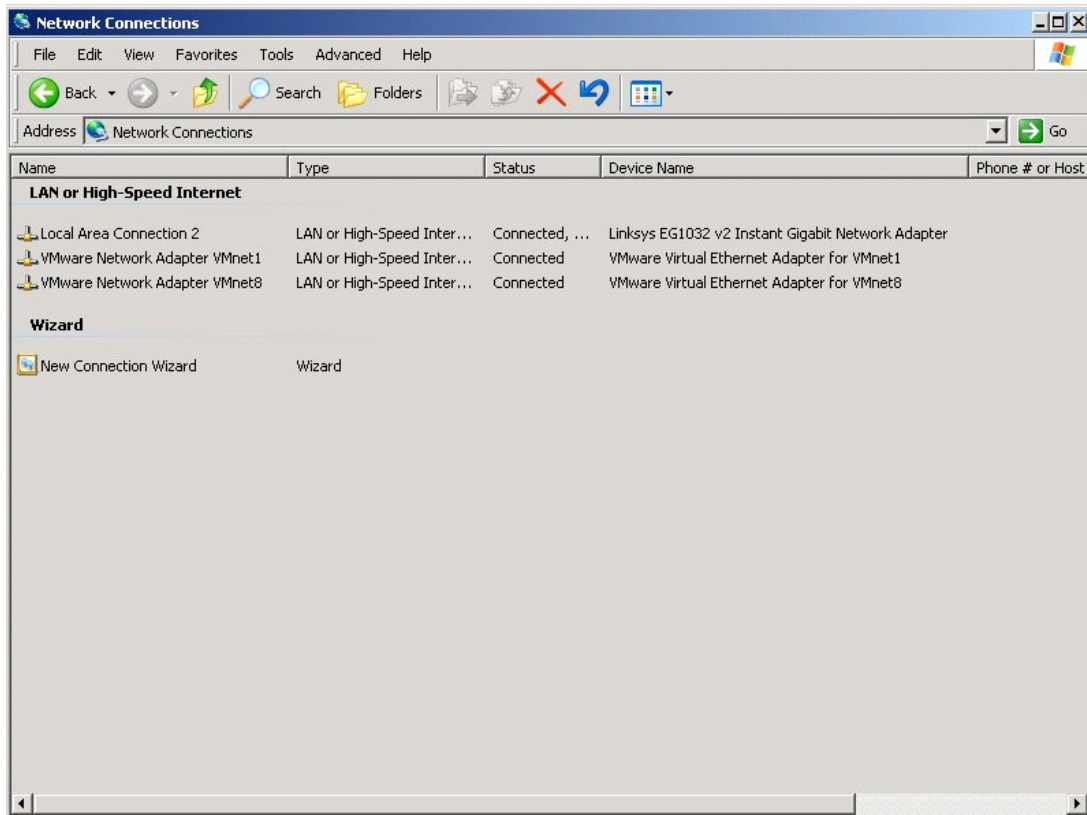 Network Connections
File Edit View Favorites Tools Advanced Help
Back Search Folders
Address Network Connections Go
Name Type Status Device Name Phone # or Host
LAN or High-Speed Internet
Local Area Connection 2 LAN or High-Speed Inter... Connected, ... Linksys EG1032 v2 Instant Gigabit Network Adapter
VMware Network Adapter VMnet1 LAN or High-Speed Inter... Connected VMware Virtual Ethernet Adapter for VMnet1
VMware Network Adapter VMnet8 LAN or High-Speed Inter... Connected VMware Virtual Ethernet Adapter for VMnet8
Wizard
New Connection Wizard Wizard